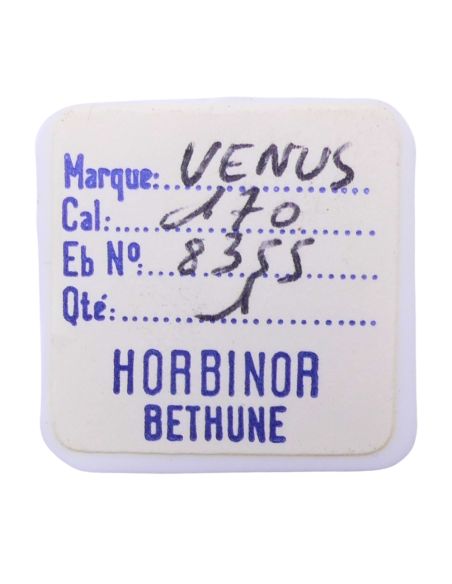 Marque: VENUS
Cal: 170
Eb Nº: 8355
Qté: 1
HORBINOR
BETHUNE